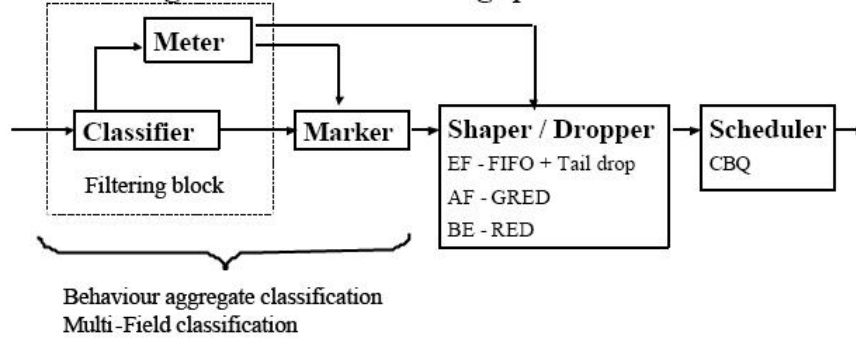 Meter
Classifier
Marker
Shaper / Dropper
EF - FIFO + Tail drop
AF - GRED
BE - RED
Scheduler
CBQ
Filtering block
Behaviour aggregate classification
Multi-Field classification